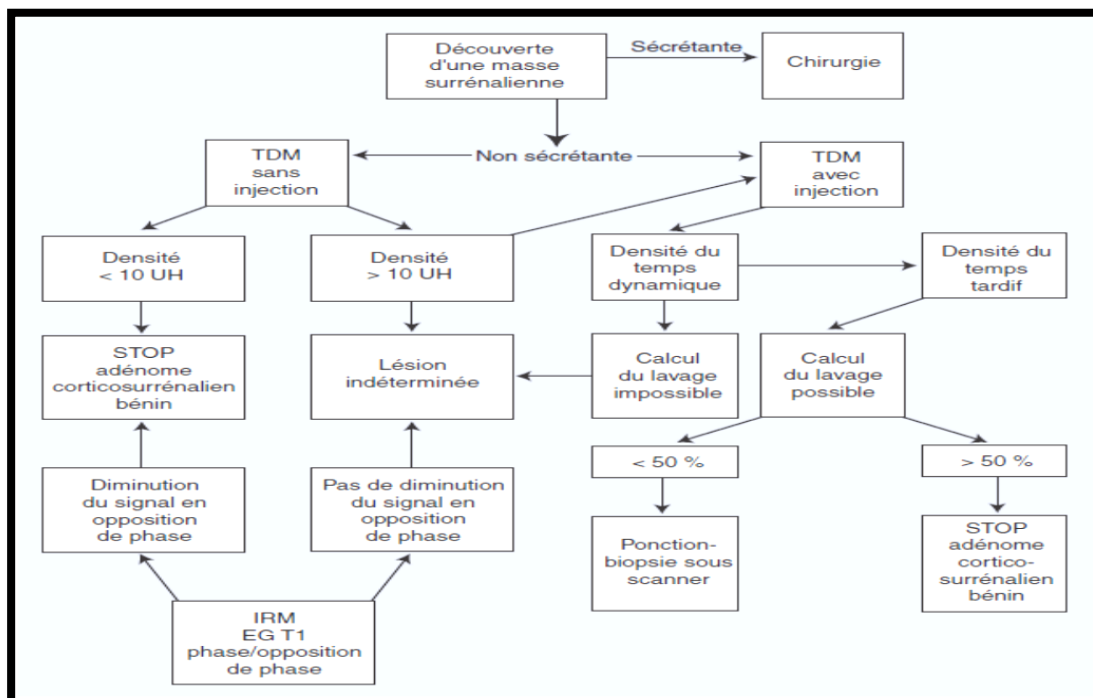 Découverte
d'une masse
surrénalienne
Sécrétante
Chirurgie
TDM
sans
injection
Non sécrétante
TDM
avec
injection
Densité
< 10 UH
Densité
> 10 UH
Densité du
temps
dynamique
Densité du
temps
tardif
STOP
adénome
corticosurrénalien
bénin
Lésion
indéterminée
Calcul
du lavage
impossible
Calcul
du lavage
possible
< 50 %
> 50 %
Diminution
du signal en
opposition
de phase
Pas de diminution
du signal en
opposition
de phase
Ponction-
biopsie sous
scanner
STOP
adénome
cortico-
surrénalien
bénin
IRM
EG T1
phase/opposition
de phase